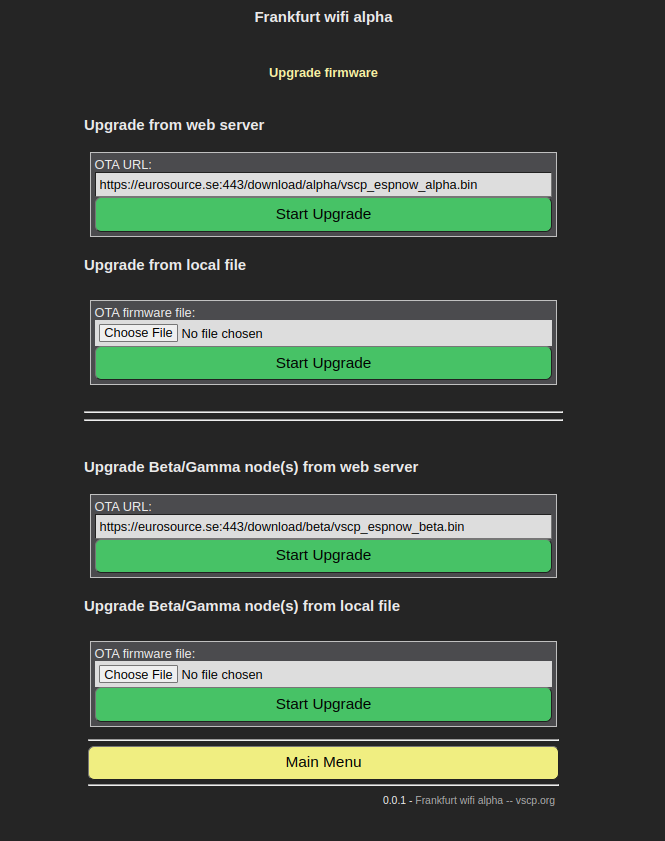 Frankfurt wifi alpha
Upgrade firmware
Upgrade from web server
OTA URL:
https://eurosource.se:443/download/alpha/vscp_espnow_alpha.bin
Start Upgrade
Upgrade from local file
OTA firmware file:
Choose File No file chosen
Start Upgrade
Upgrade Beta/Gamma node(s) from web server
OTA URL:
https://eurosource.se:443/download/beta/vscp_espnow_beta.bin
Start Upgrade
Upgrade Beta/Gamma node(s) from local file
OTA firmware file:
Choose File No file chosen
Start Upgrade
Main Menu
0.0.1 - Frankfurt wifi alpha -- vscp.org